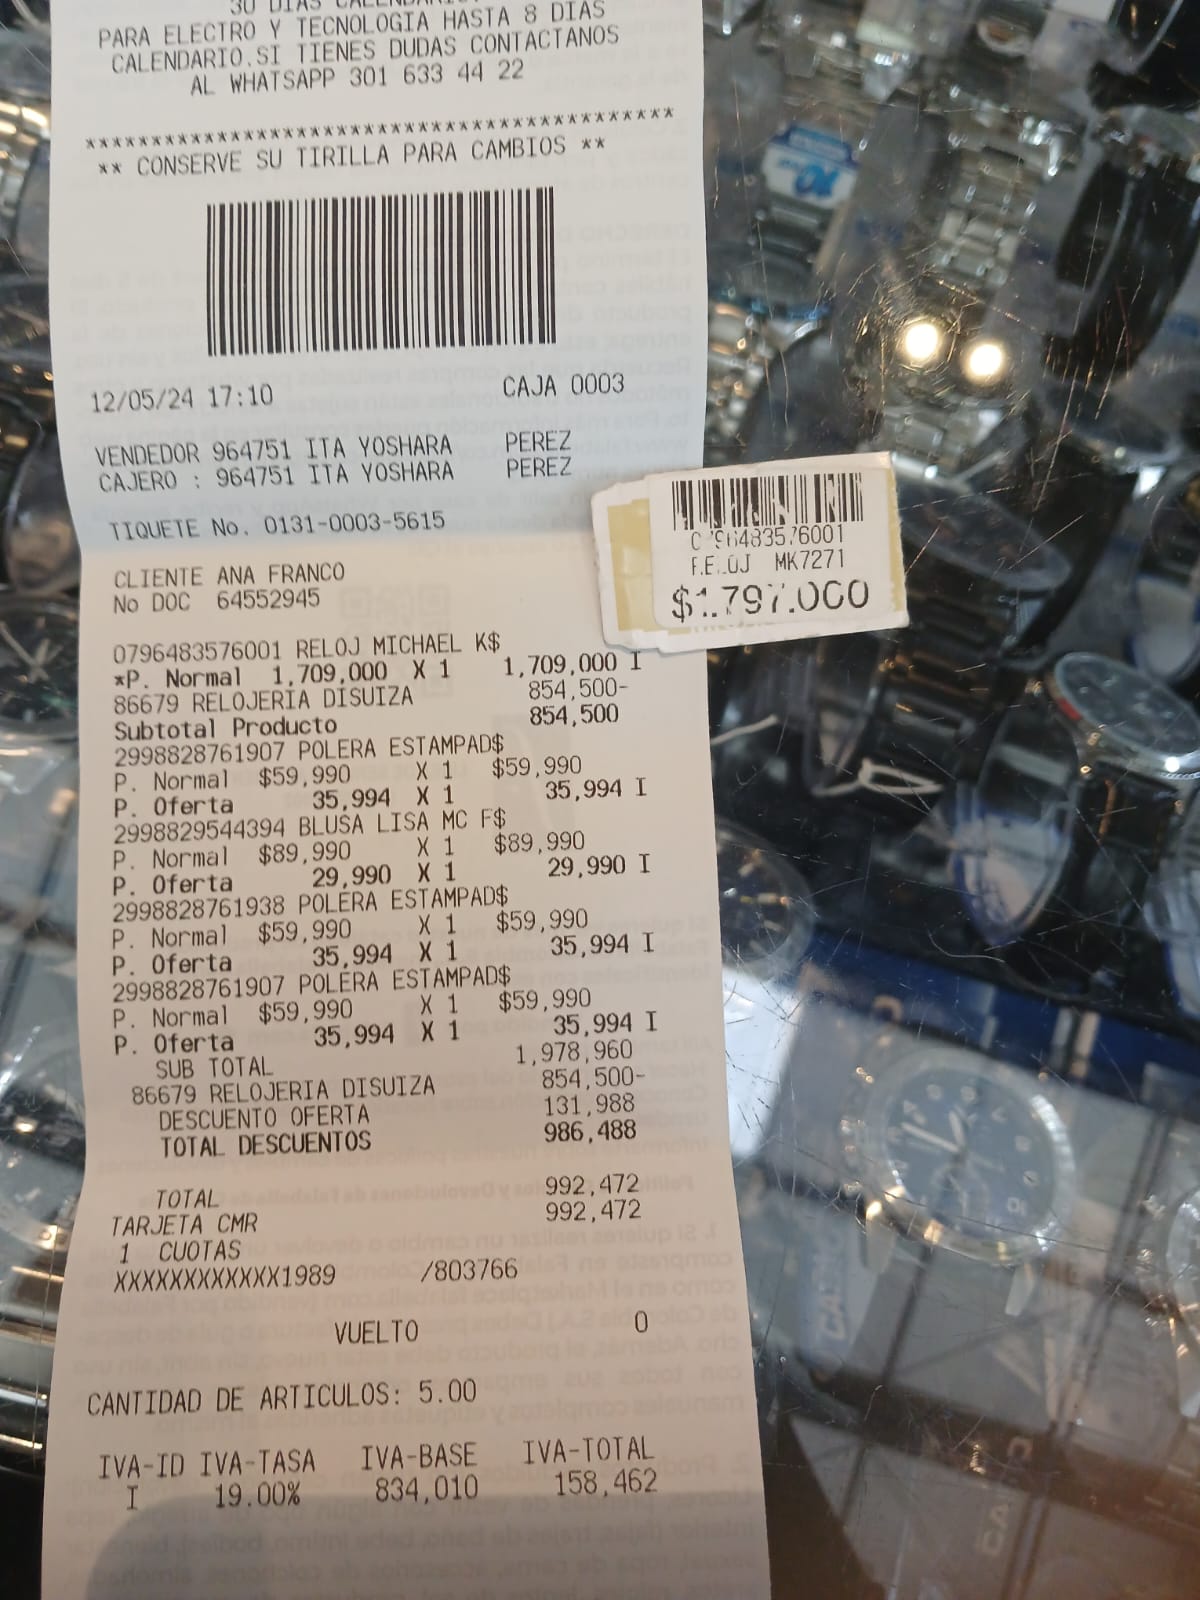 30 DIAS CALENDARIO.
PARA ELECTRO Y TECNOLOGIA HASTA 8 DIAS
CALENDARIO.SI TIENES DUDAS CONTACTANOS
AL WHATSAPP 301 633 44 22
*********************************************
** CONSERVE SU TIRILLA PARA CAMBIOS **
12/05/24 17:10 CAJA 0003
VENDEDOR 964751 ITA YOSHARA PEREZ
CAJERO : 964751 ITA YOSHARA PEREZ
TIQUETE No. 0131-0003-5615
CLIENTE ANA FRANCO
No DOC 64552945
0796483576001 RELOJ MICHAEL K$
*P. Normal 1,709,000 X 1 1,709,000 I
86679 RELOJERIA DISUIZA 854,500-
Subtotal Producto 854,500
2998828761907 POLERA ESTAMPAD$
P. Normal $59,990 X 1 $59,990
P. Oferta 35,994 X 1 35,994 I
2998829544394 BLUSA LISA MC F$
P. Normal $89,990 X 1 $89,990
P. Oferta 29,990 X 1 29,990 I
2998828761938 POLERA ESTAMPAD$
P. Normal $59,990 X 1 $59,990
P. Oferta 35,994 X 1 35,994 I
2998828761907 POLERA ESTAMPAD$
P. Normal $59,990 X 1 $59,990
P. Oferta 35,994 X 1 35,994 I
SUB TOTAL 1,978,960
86679 RELOJERIA DISUIZA 854,500-
DESCUENTO OFERTA 131,988
TOTAL DESCUENTOS 986,488
TOTAL 992,472
TARJETA CMR 992,472
1 CUOTAS
XXXXXXXXXXXX1989 /803766
VUELTO 0
CANTIDAD DE ARTICULOS: 5.00
IVA-ID IVA-TASA IVA-BASE IVA-TOTAL
I 19.00% 834,010 158,462
RELOJ MK7271
$1.797.000
CASIO